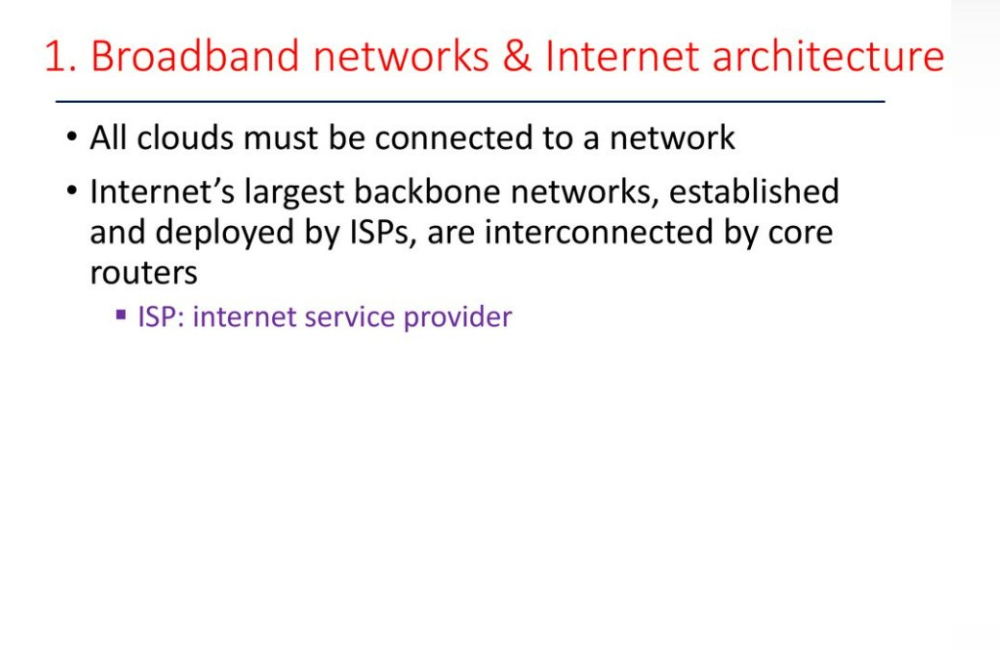 1. Broadband networks & Internet architecture
• All clouds must be connected to a network
• Internet’s largest backbone networks, established
and deployed by ISPs, are interconnected by core
routers
▪ ISP: internet service provider